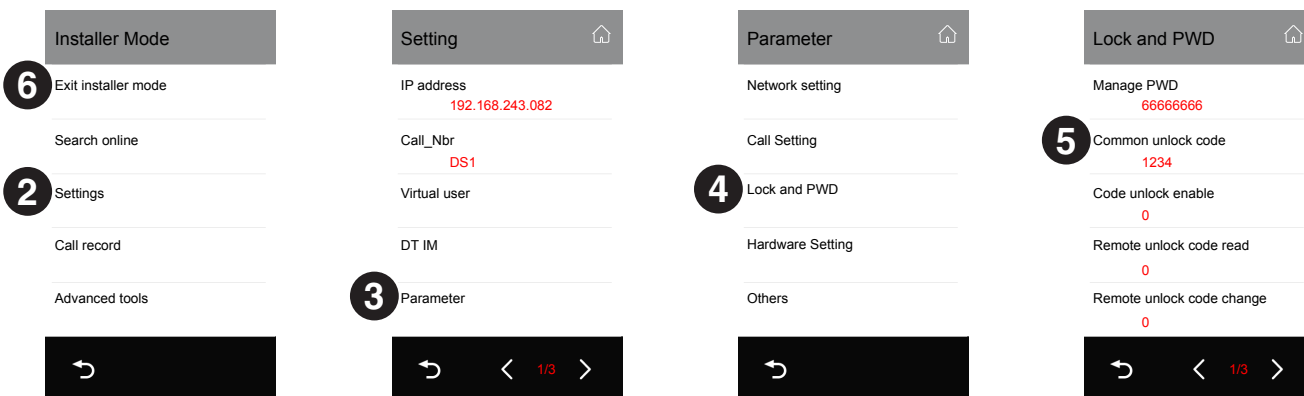 Installer Mode
6
Exit installer mode
Search online
2
Settings
Call record
Advanced tools
Setting
IP address
192.168.243.082
Call_Nbr
DS1
Virtual user
DT IM
3
Parameter
1/3
Parameter
Network setting
Call Setting
4
Lock and PWD
Hardware Setting
Others
Lock and PWD
Manage PWD
66666666
5
Common unlock code
1234
Code unlock enable
0
Remote unlock code read
0
Remote unlock code change
0
1/3